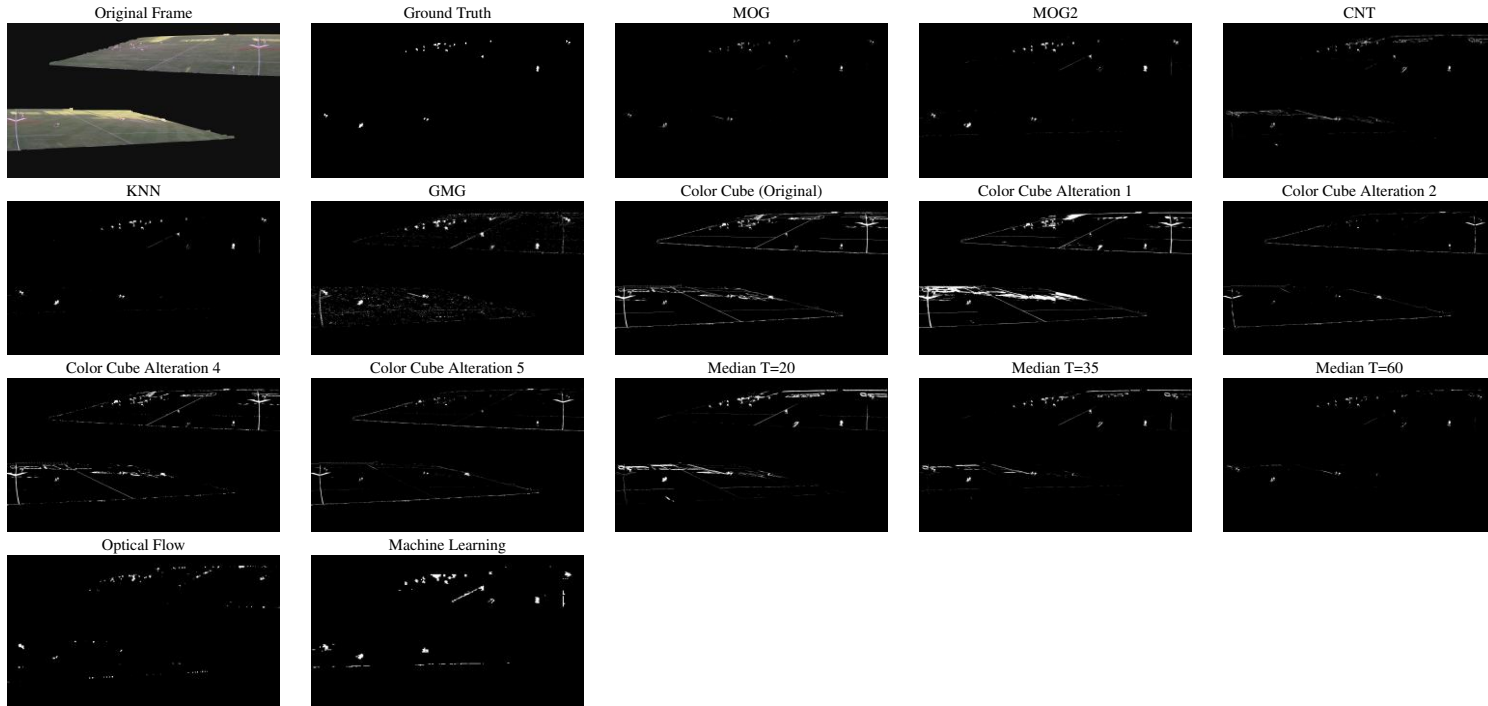 Original Frame
Ground Truth
MOG
MOG2
CNT
KNN
GMG
Color Cube (Original)
Color Cube Alteration 1
Color Cube Alteration 2
Color Cube Alteration 4
Color Cube Alteration 5
Median T=20
Median T=35
Median T=60
Optical Flow
Machine Learning